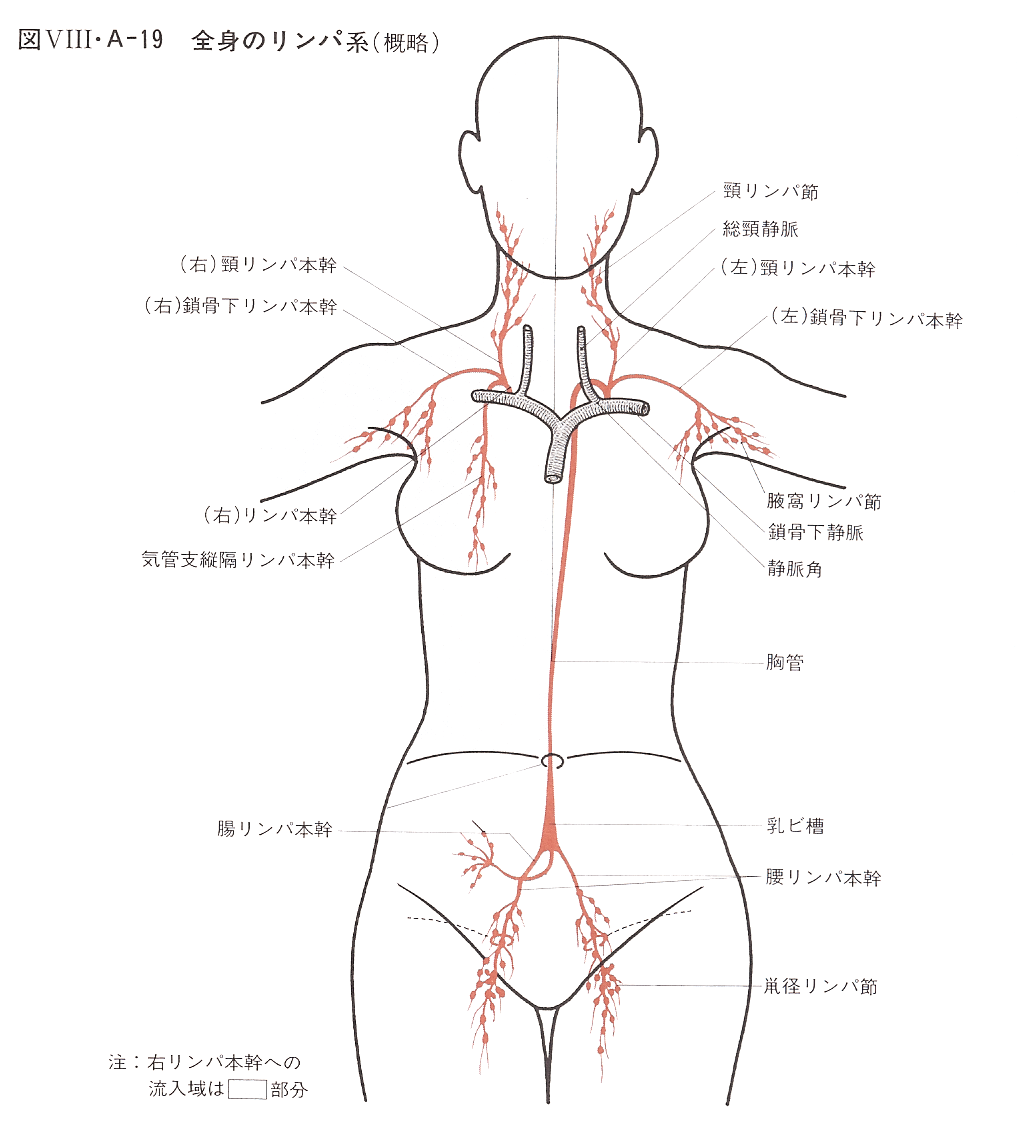 図VIII・A-19 全身のリンパ系(概略)
頸リンパ節
総頸静脈
(左)頸リンパ本幹
(左)鎖骨下リンパ本幹
(右)頸リンパ本幹
(右)鎖骨下リンパ本幹
(右)リンパ本幹
気管支縦隔リンパ本幹
腋窩リンパ節
鎖骨下静脈
静脈角
胸管
腸リンパ本幹
乳ビ槽
腰リンパ本幹
鼡径リンパ節
注：右リンパ本幹への
流入域は 部分